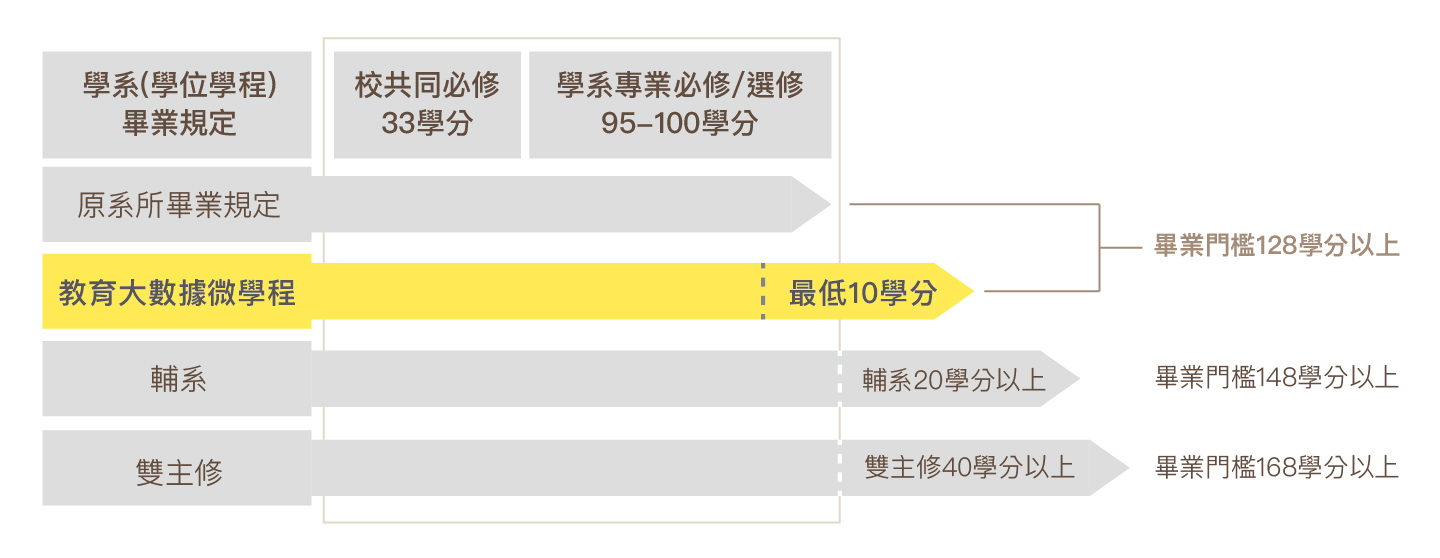 學系(學位學程)
畢業規定
校共同必修
33學分
學系專業必修/選修
95–100學分
原系所畢業規定
畢業門檻128學分以上
教育大數據微學程
最低10學分
輔系
輔系20學分以上
畢業門檻148學分以上
雙主修
雙主修40學分以上
畢業門檻168學分以上